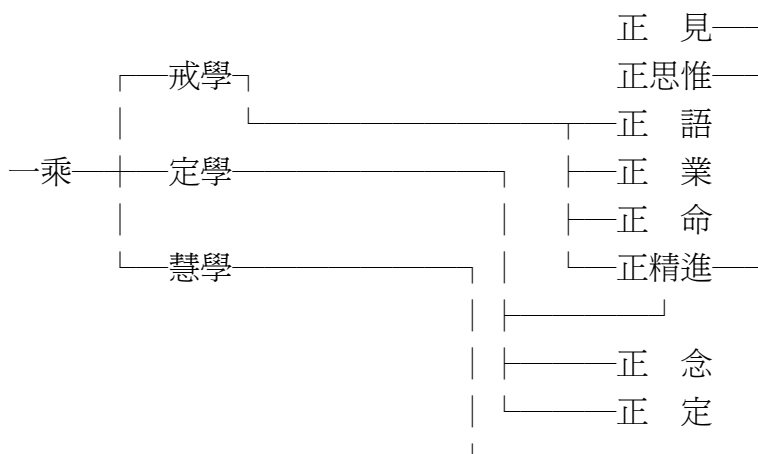 正　見
戒學 正思惟
正　語
一乘 定學 正　業
正　命
慧學 正精進
正　念
正　定